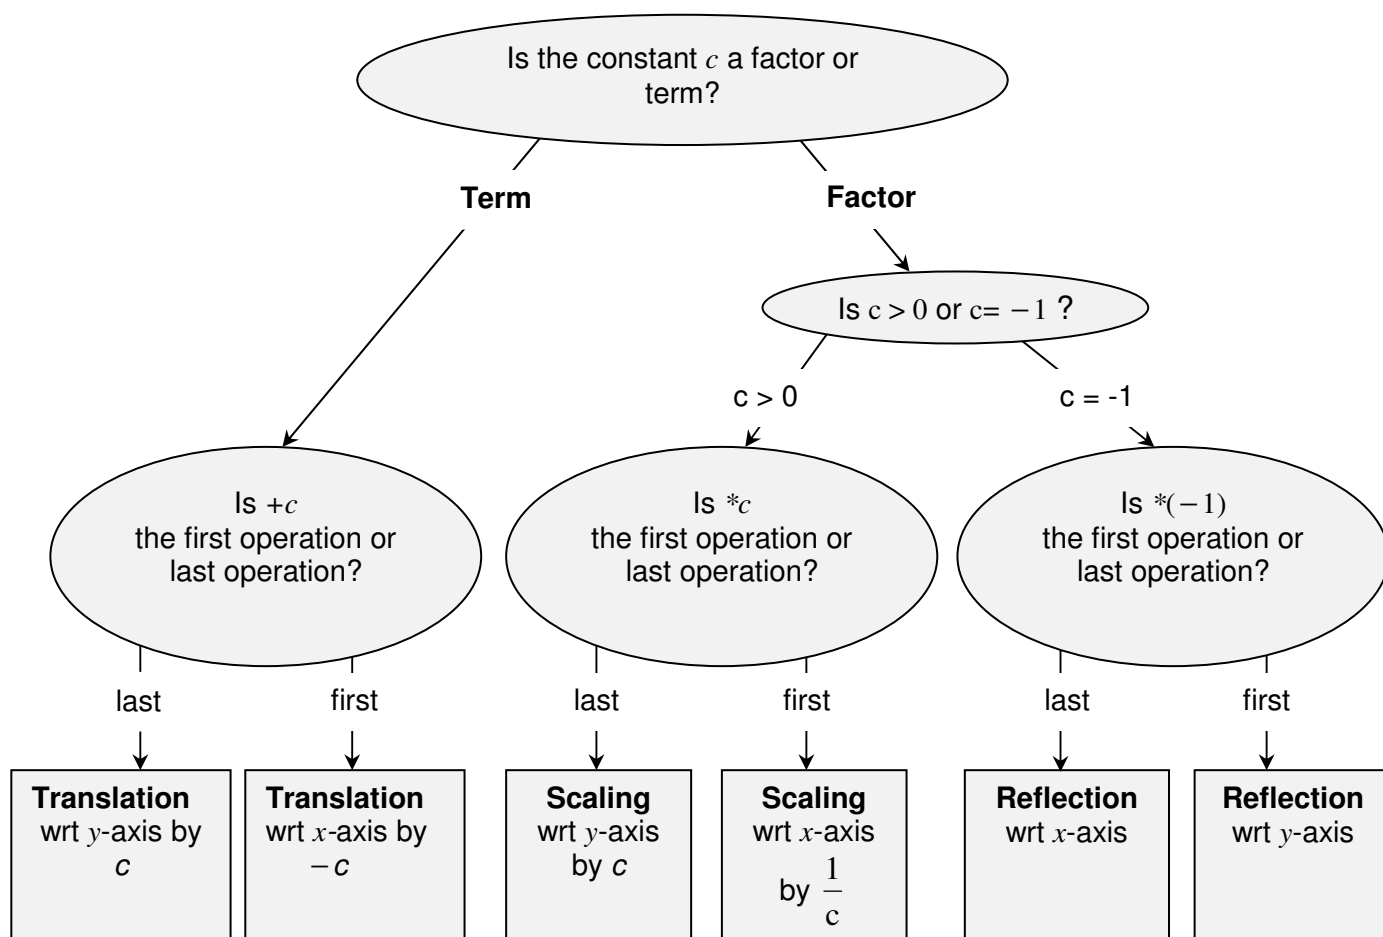 Is the constant c a factor or
term?
Term
Factor
Is c > 0 or c= −1 ?
c > 0
c = -1
Is +c
the first operation or
last operation?
Is *c
the first operation or
last operation?
Is *(−1)
the first operation or
last operation?
last
first
last
first
last
first
Translation
wrt y-axis by
c
Translation
wrt x-axis by
−c
Scaling
wrt y-axis
by c
Scaling
wrt x-axis
by 1/c
Reflection
wrt x-axis
Reflection
wrt y-axis